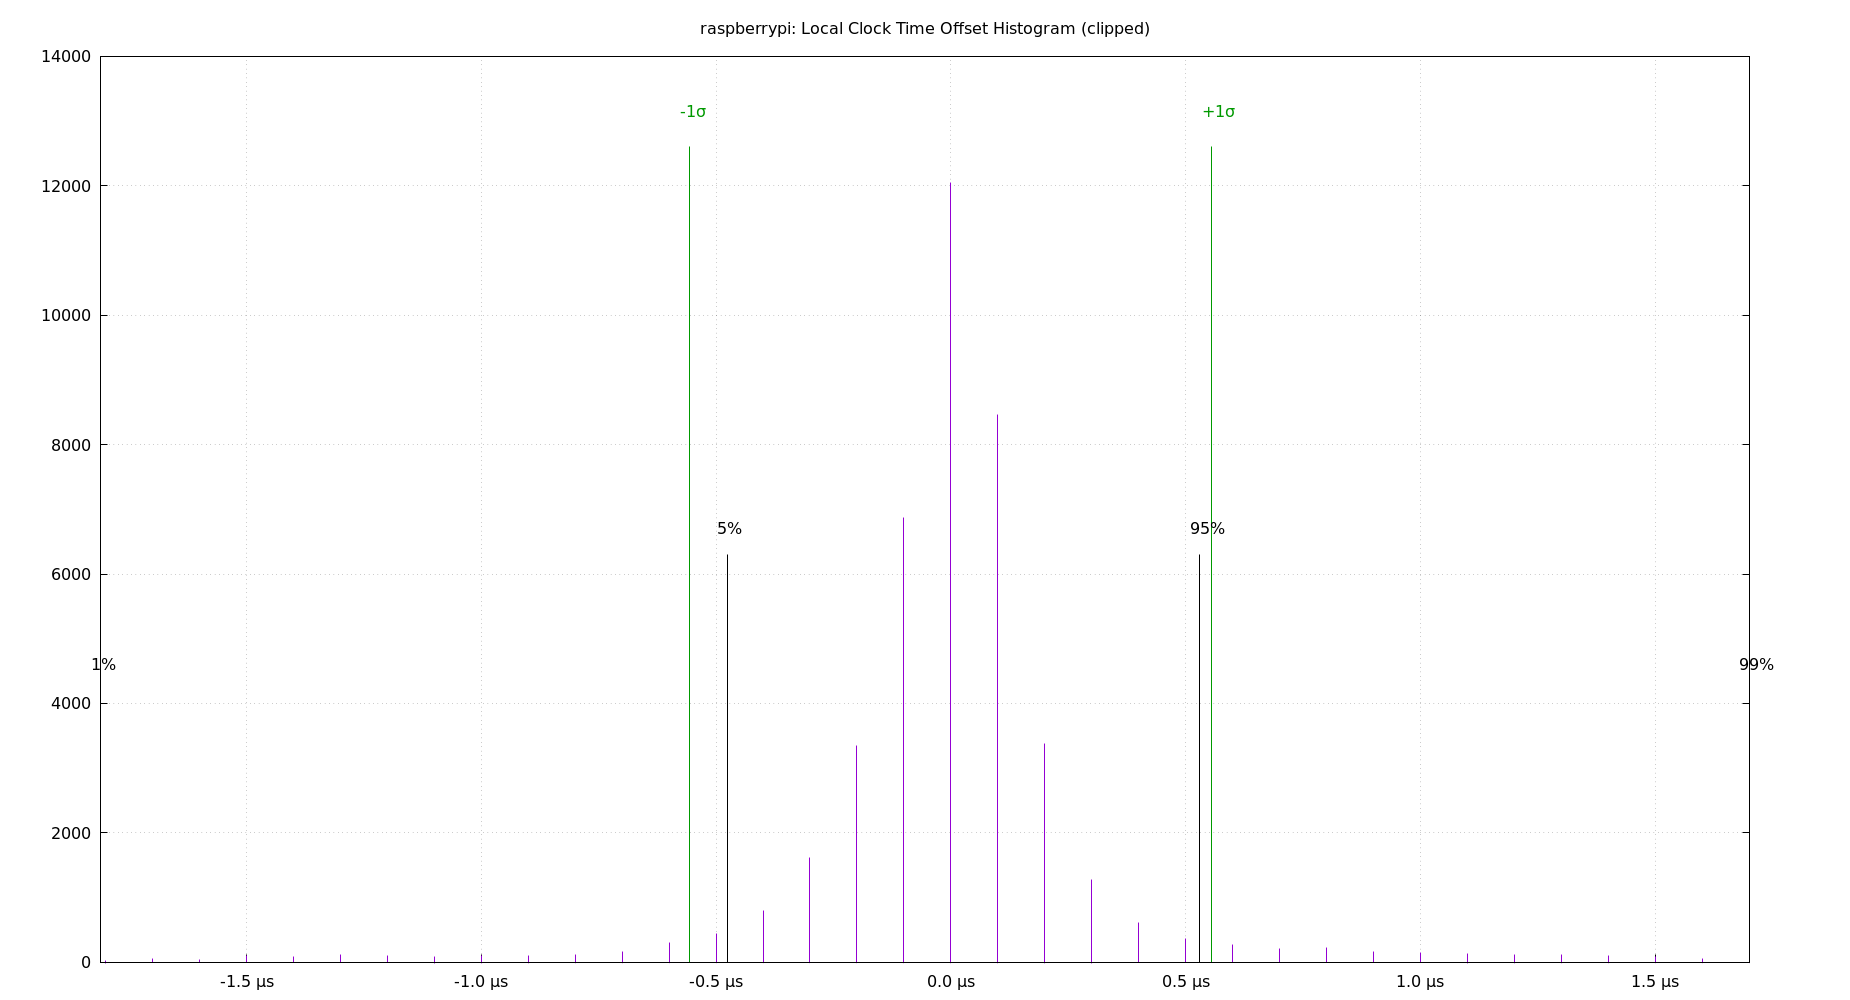 raspberrypi: Local Clock Time Offset Histogram (clipped)
14000
-1σ
+1σ
12000
10000
8000
5%
95%
6000
1%
99%
4000
2000
0
-1.5 µs
-1.0 µs
-0.5 µs
0.0 µs
0.5 µs
1.0 µs
1.5 µs